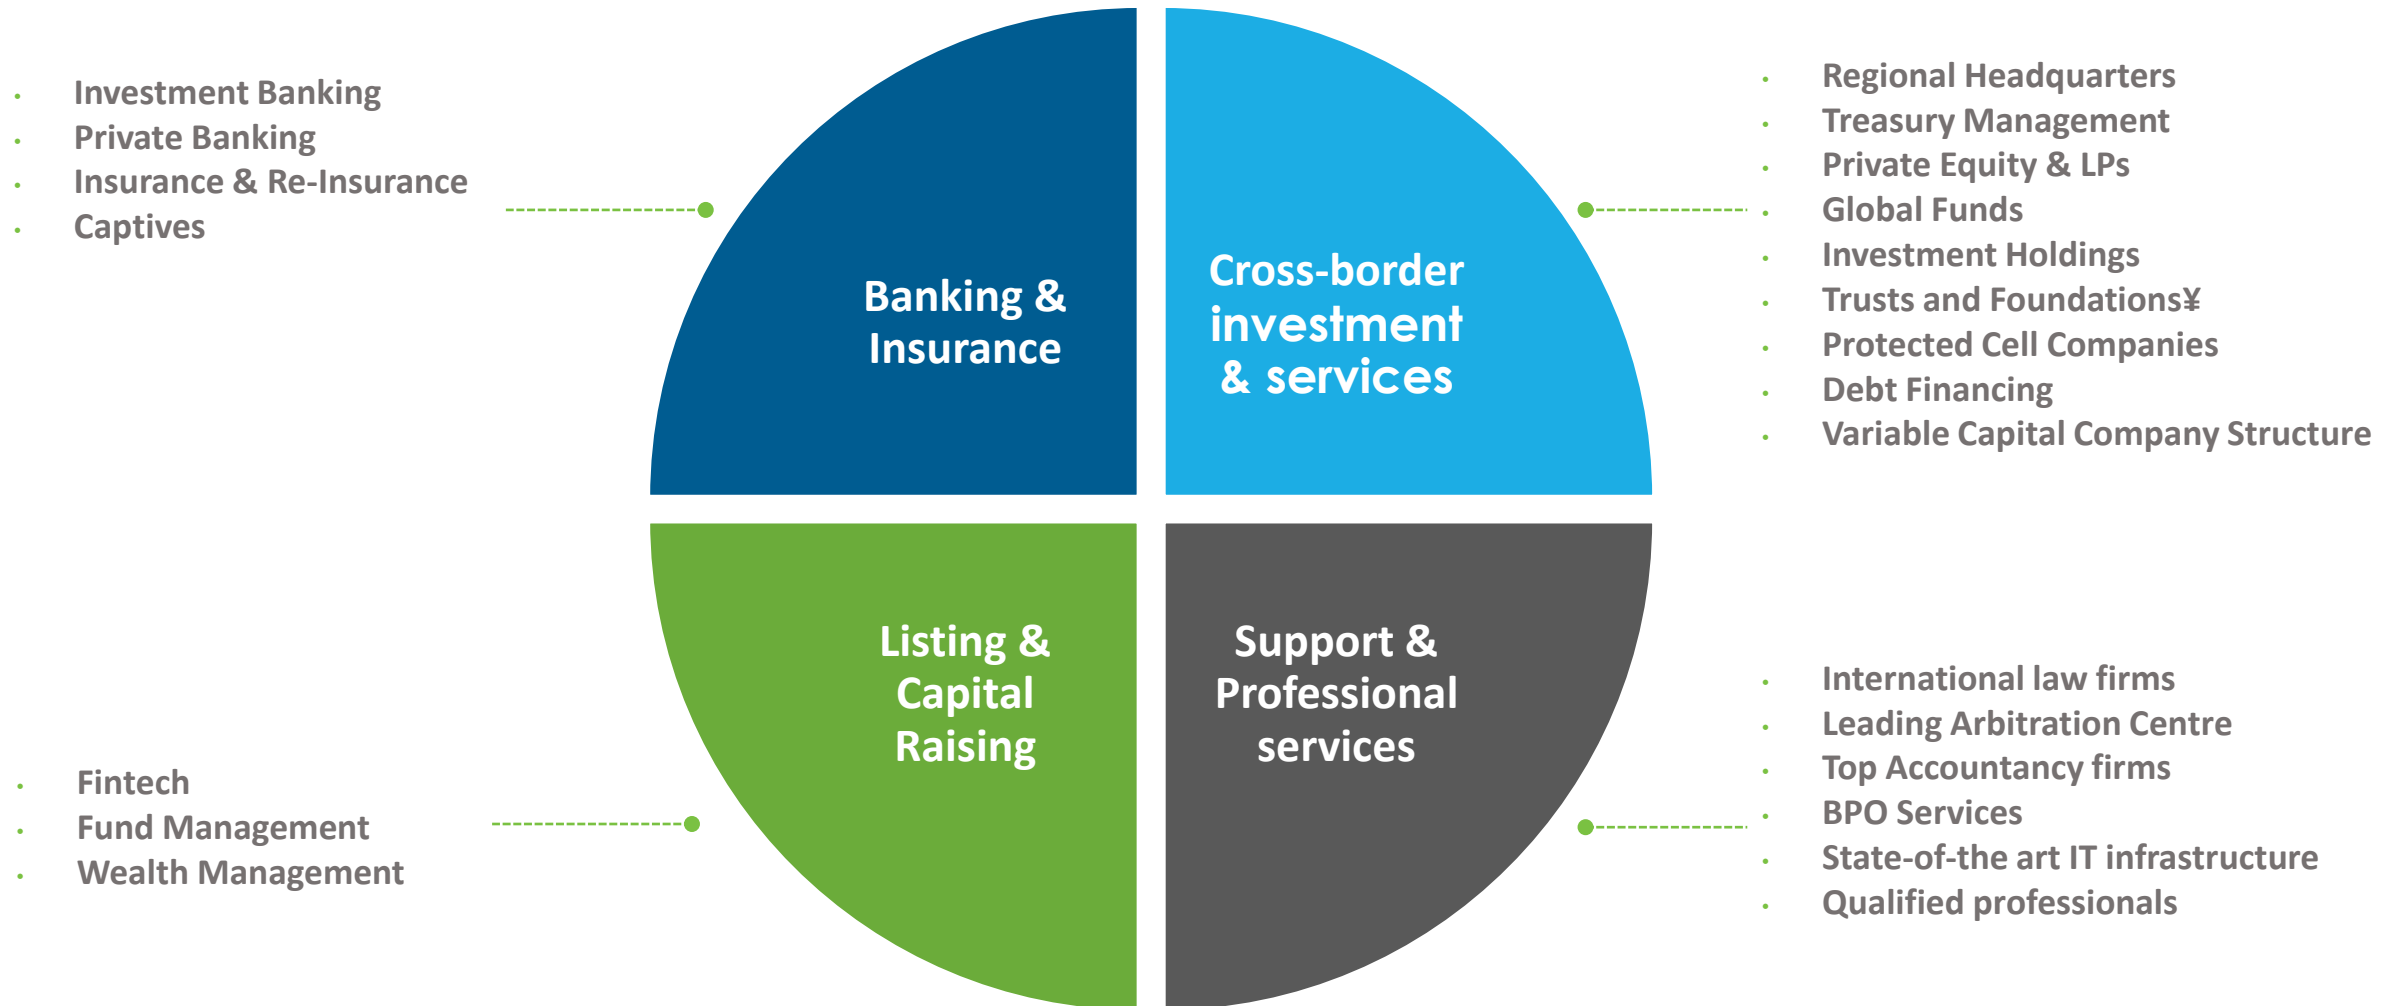 • Investment Banking
• Private Banking
• Insurance & Re-Insurance
• Captives
Banking &
Insurance
Cross-border
investment
& services
• Regional Headquarters
• Treasury Management
• Private Equity & LPs
• Global Funds
• Investment Holdings
• Trusts and Foundations¥
• Protected Cell Companies
• Debt Financing
• Variable Capital Company Structure
• Fintech
• Fund Management
• Wealth Management
Listing &
Capital
Raising
Support &
Professional
services
• International law firms
• Leading Arbitration Centre
• Top Accountancy firms
• BPO Services
• State-of-the art IT infrastructure
• Qualified professionals